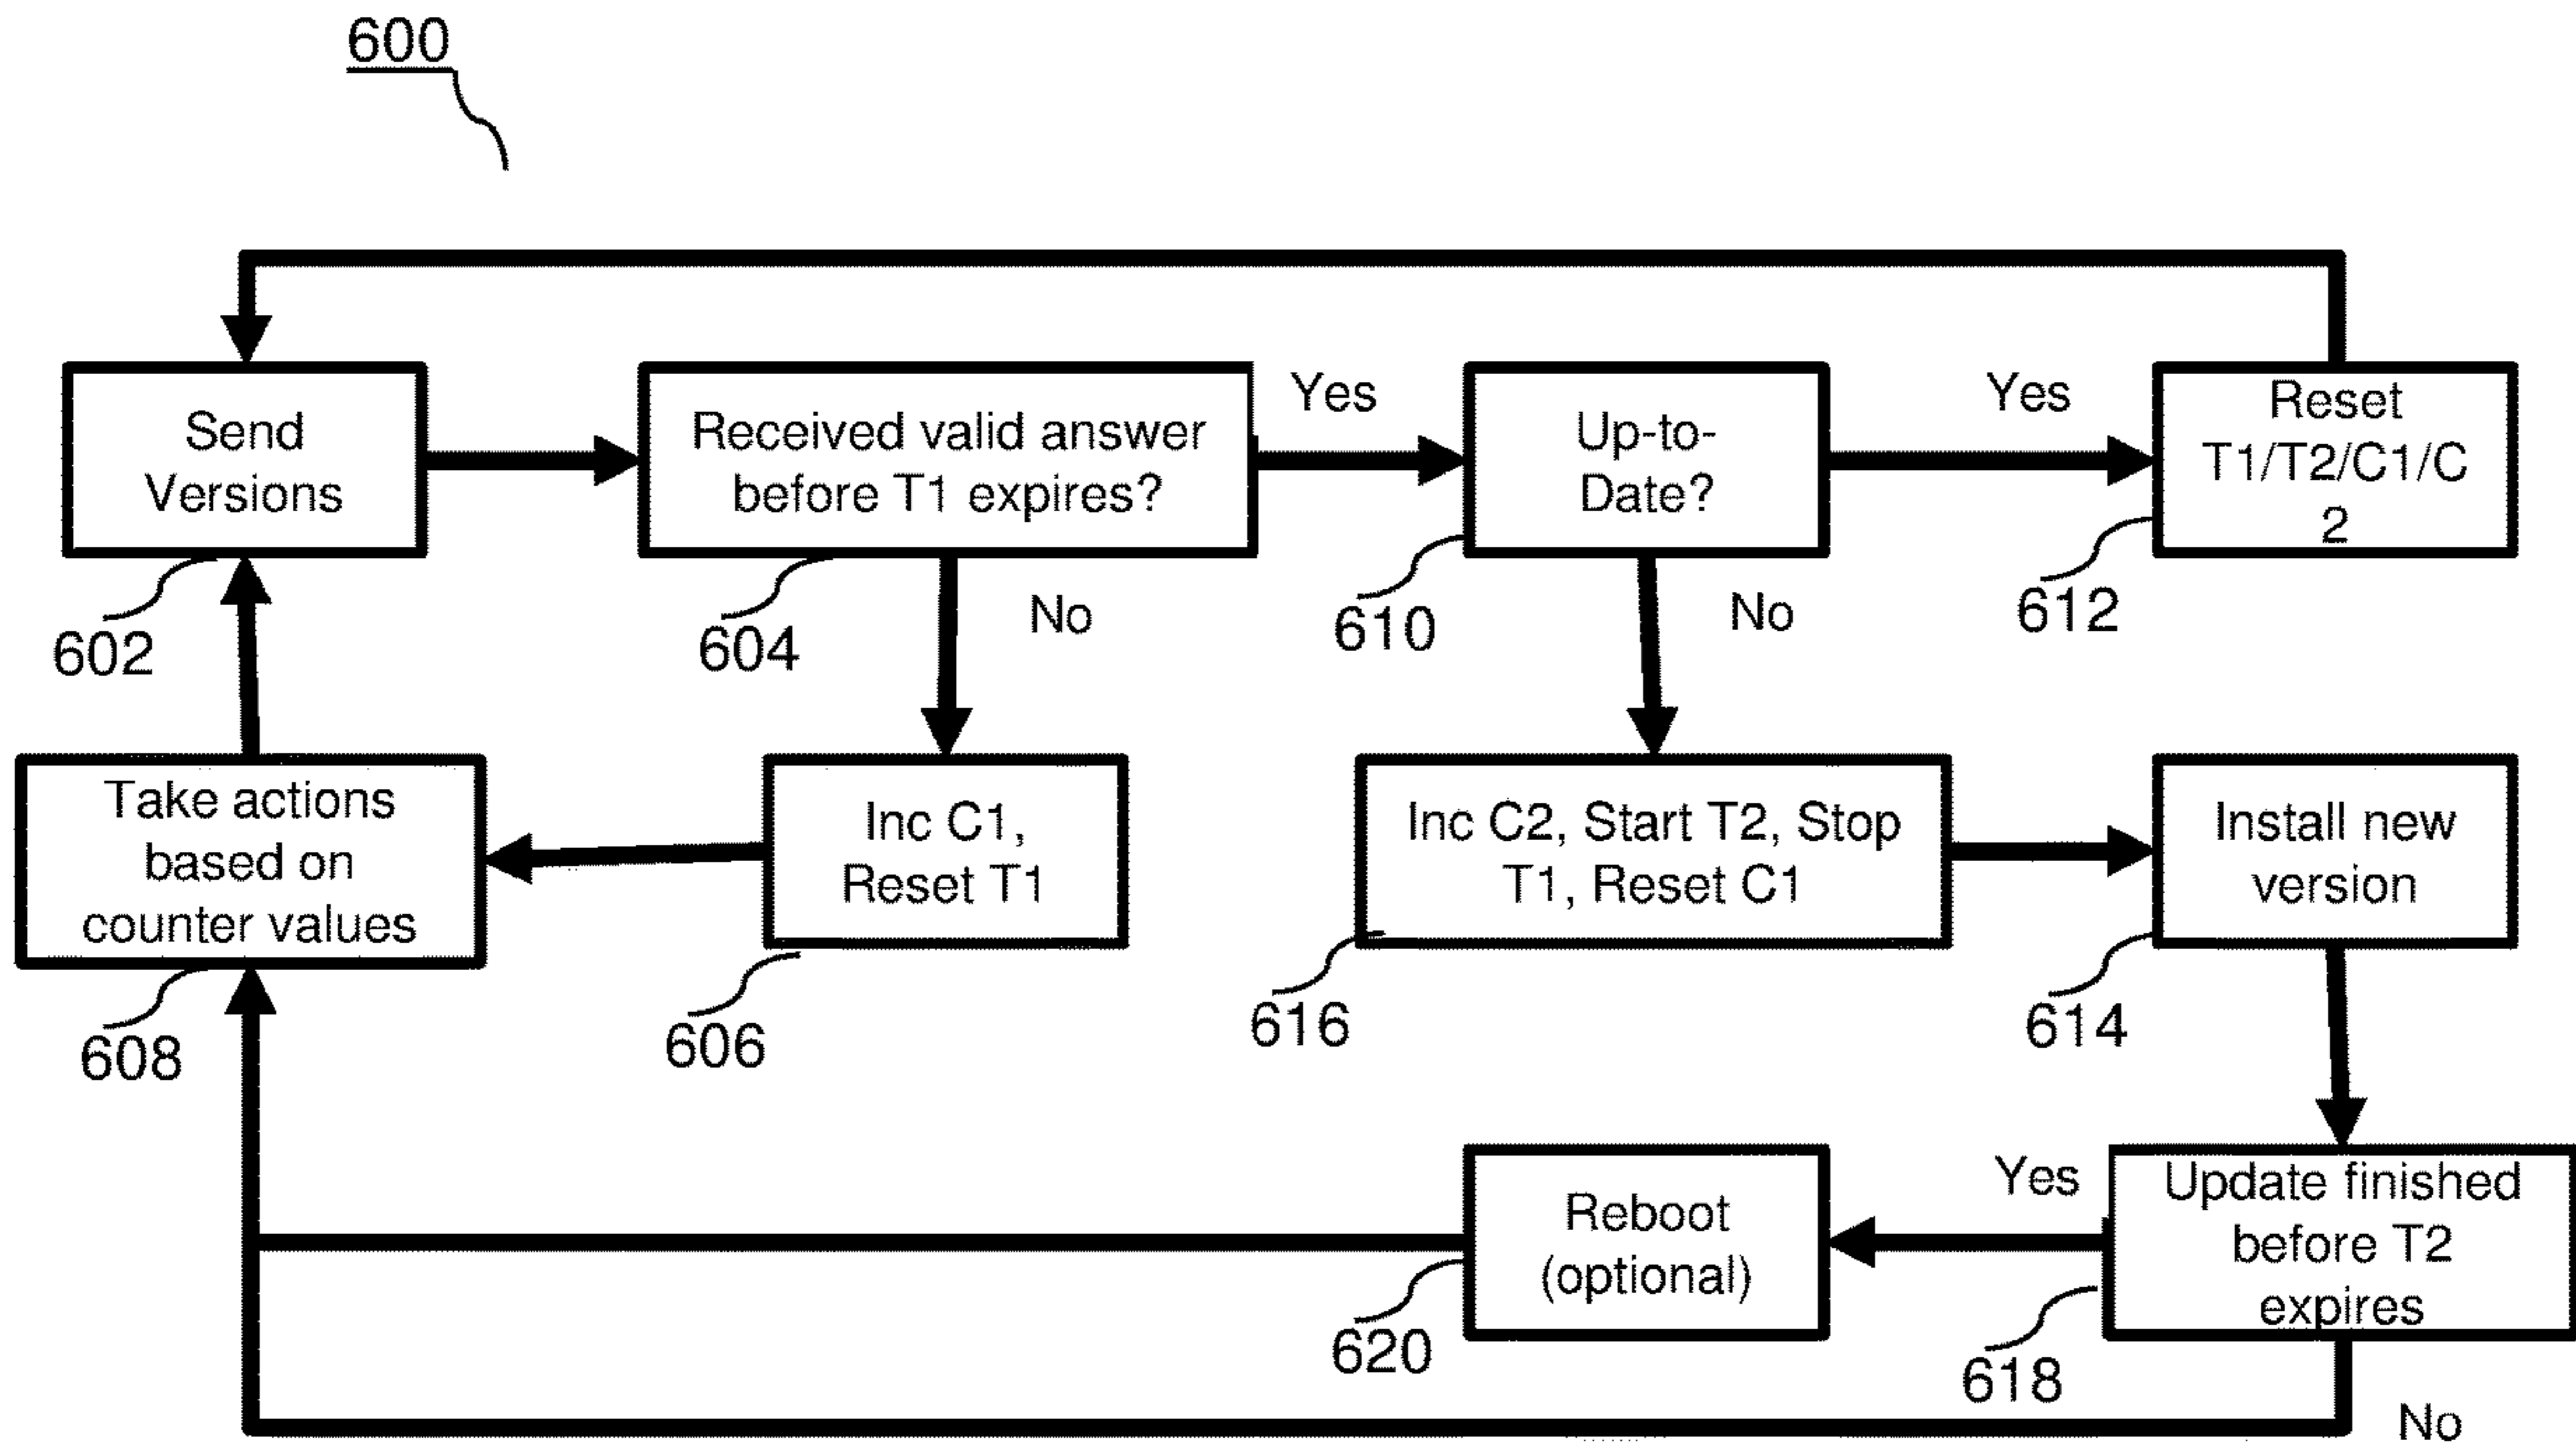 600
Send
Versions
602
Received valid answer
before T1 expires?
604
Yes
No
Up-to-
Date?
610
Yes
No
Reset
T1/T2/C1/C
2
612
Take actions
based on
counter values
608
Inc C1,
Reset T1
606
Inc C2, Start T2, Stop
T1, Reset C1
616
Install new
version
614
Reboot
(optional)
620
Yes
Update finished
before T2
expires
618
No